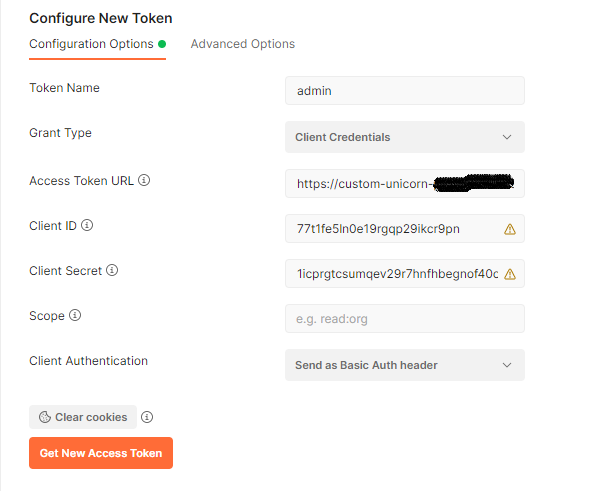 Configure New Token
Configuration Options Advanced Options
Token Name admin
Grant Type Client Credentials
Access Token URL https://custom-unicorn-
Client ID 77t1fe5ln0e19rgqp29ikcr9pn
Client Secret 1icprgtcsumqev29r7hnfhbegnof40c
Scope e.g. read:org
Client Authentication Send as Basic Auth header
Clear cookies
Get New Access Token